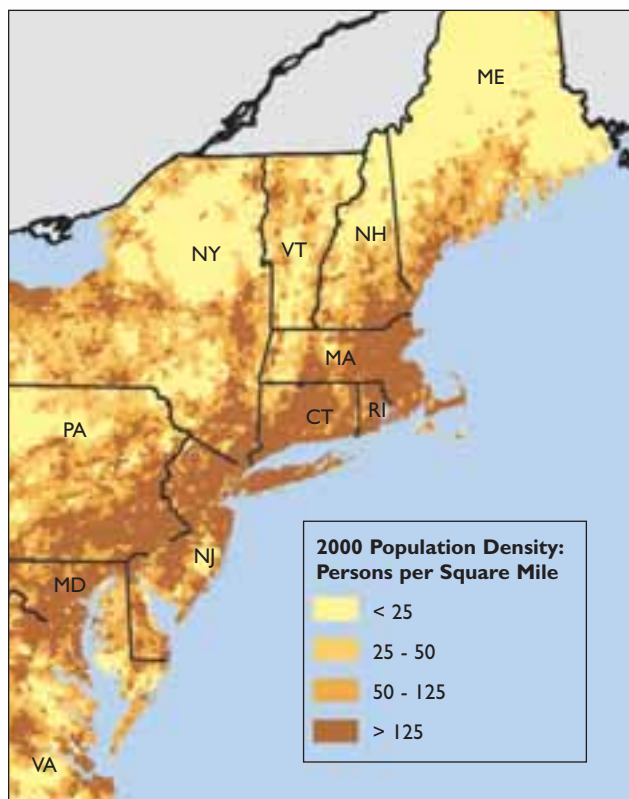 ME
NY
VT
NH
MA
CT
RI
PA
NJ
MD
VA
2000 Population Density:
Persons per Square Mile
< 25
25 - 50
50 - 125
> 125